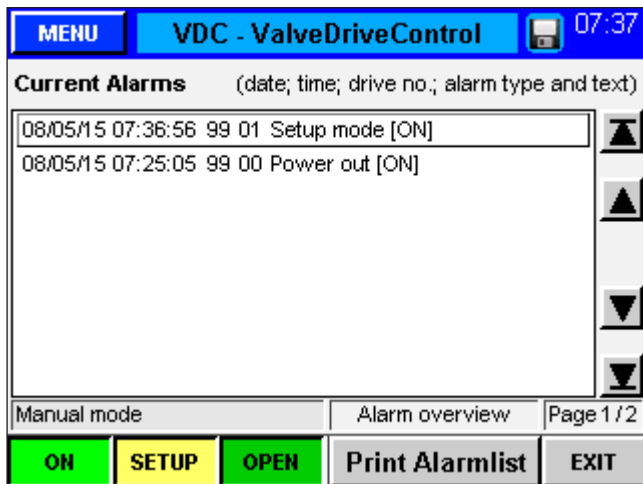 MENU VDC - ValveDriveControl 07:37
Current Alarms (date; time; drive no.; alarm type and text)
08/05/15 07:36:56 99 01 Setup mode [ON]
08/05/15 07:25:05 99 00 Power out [ON]
Manual mode Alarm overview Page 1/2
ON SETUP OPEN Print Alarmlist EXIT